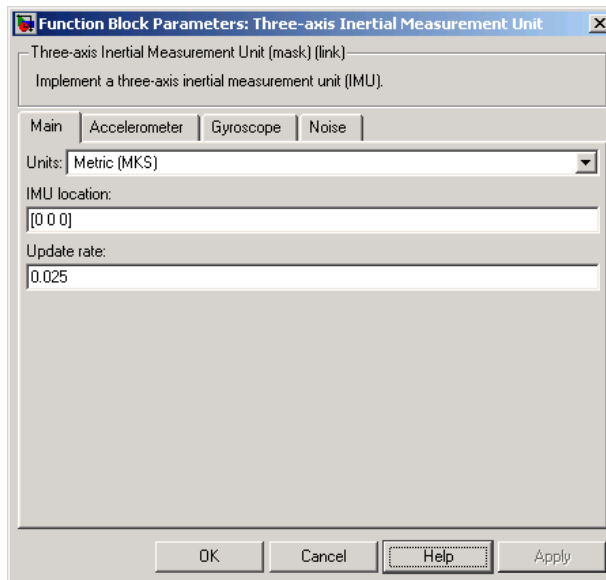 Function Block Parameters: Three-axis Inertial Measurement Unit
Three-axis Inertial Measurement Unit (mask) (link)
Implement a three-axis inertial measurement unit (IMU).
Main Accelerometer Gyroscope Noise
Units: Metric (MKS)
IMU location:
[0 0 0]
Update rate:
0.025
OK Cancel Help Apply